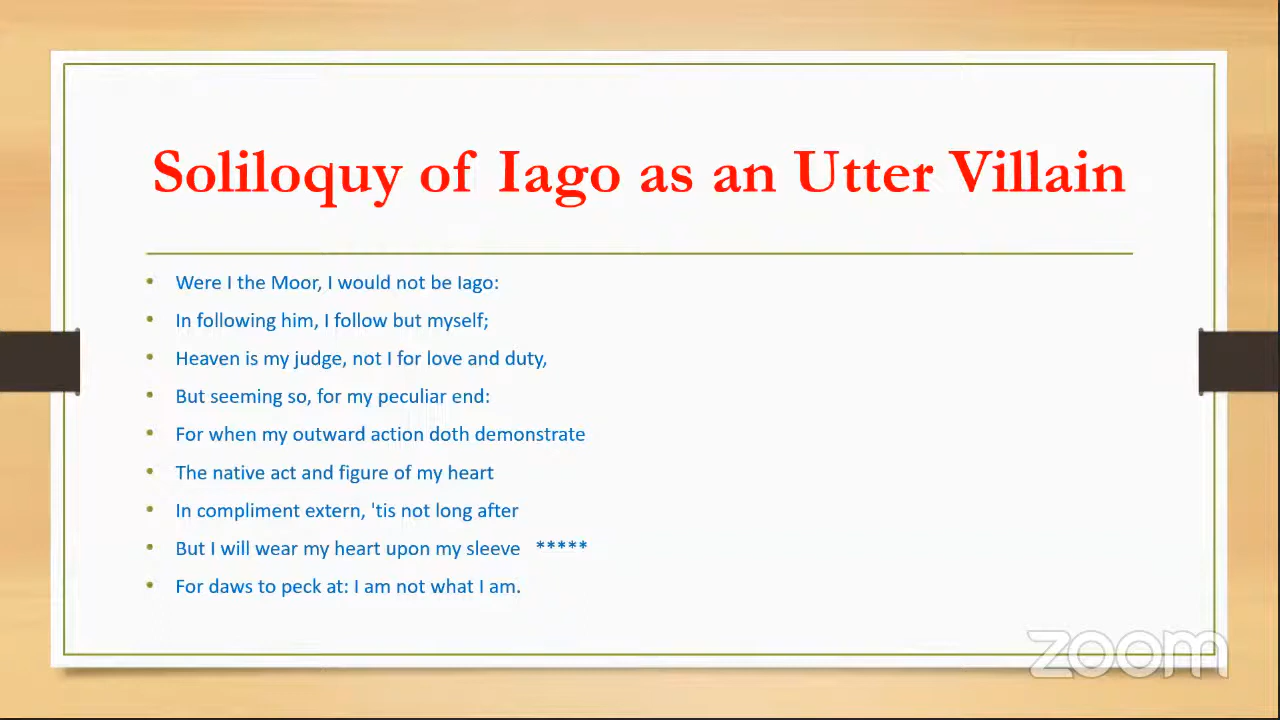 Soliloquy of Iago as an Utter Villain
• Were I the Moor, I would not be Iago:
• In following him, I follow but myself;
• Heaven is my judge, not I for love and duty,
• But seeming so, for my peculiar end:
• For when my outward action doth demonstrate
• The native act and figure of my heart
• In compliment extern, 'tis not long after
• But I will wear my heart upon my sleeve *****
• For daws to peck at: I am not what I am.
zoom